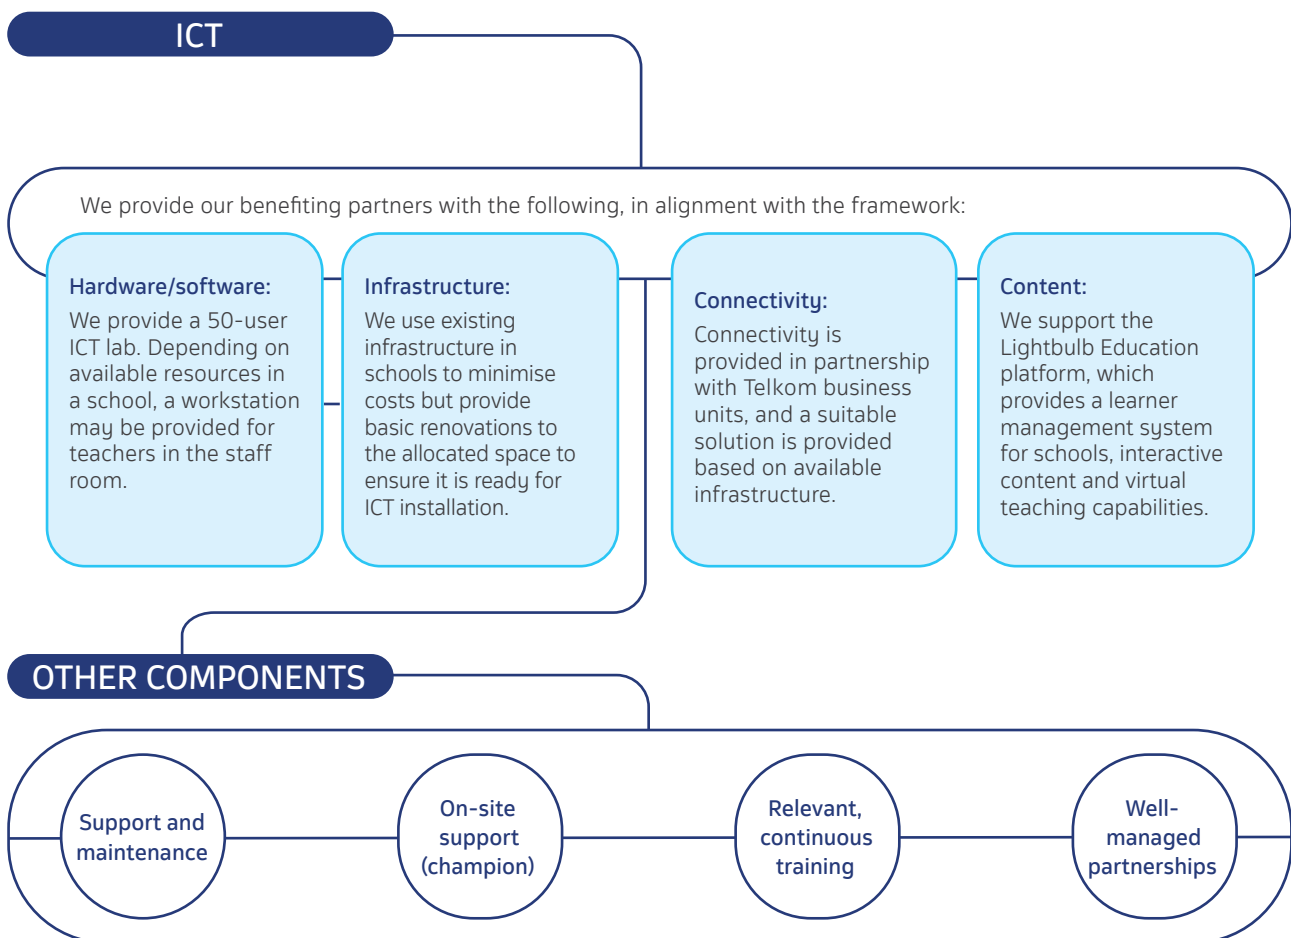 ICT
We provide our benefiting partners with the following, in alignment with the framework:
Hardware/software:
We provide a 50-user
ICT lab. Depending on
available resources in
a school, a workstation
may be provided for
teachers in the staff
room.
Infrastructure:
We use existing
infrastructure in
schools to minimise
costs but provide
basic renovations to
the allocated space to
ensure it is ready for
ICT installation.
Connectivity:
Connectivity is
provided in partnership
with Telkom business
units, and a suitable
solution is provided
based on available
infrastructure.
Content:
We support the
Lightbulb Education
platform, which
provides a learner
management system
for schools, interactive
content and virtual
teaching capabilities.
OTHER COMPONENTS
Support and
maintenance
On-site
support
(champion)
Relevant,
continuous
training
Well-
managed
partnerships